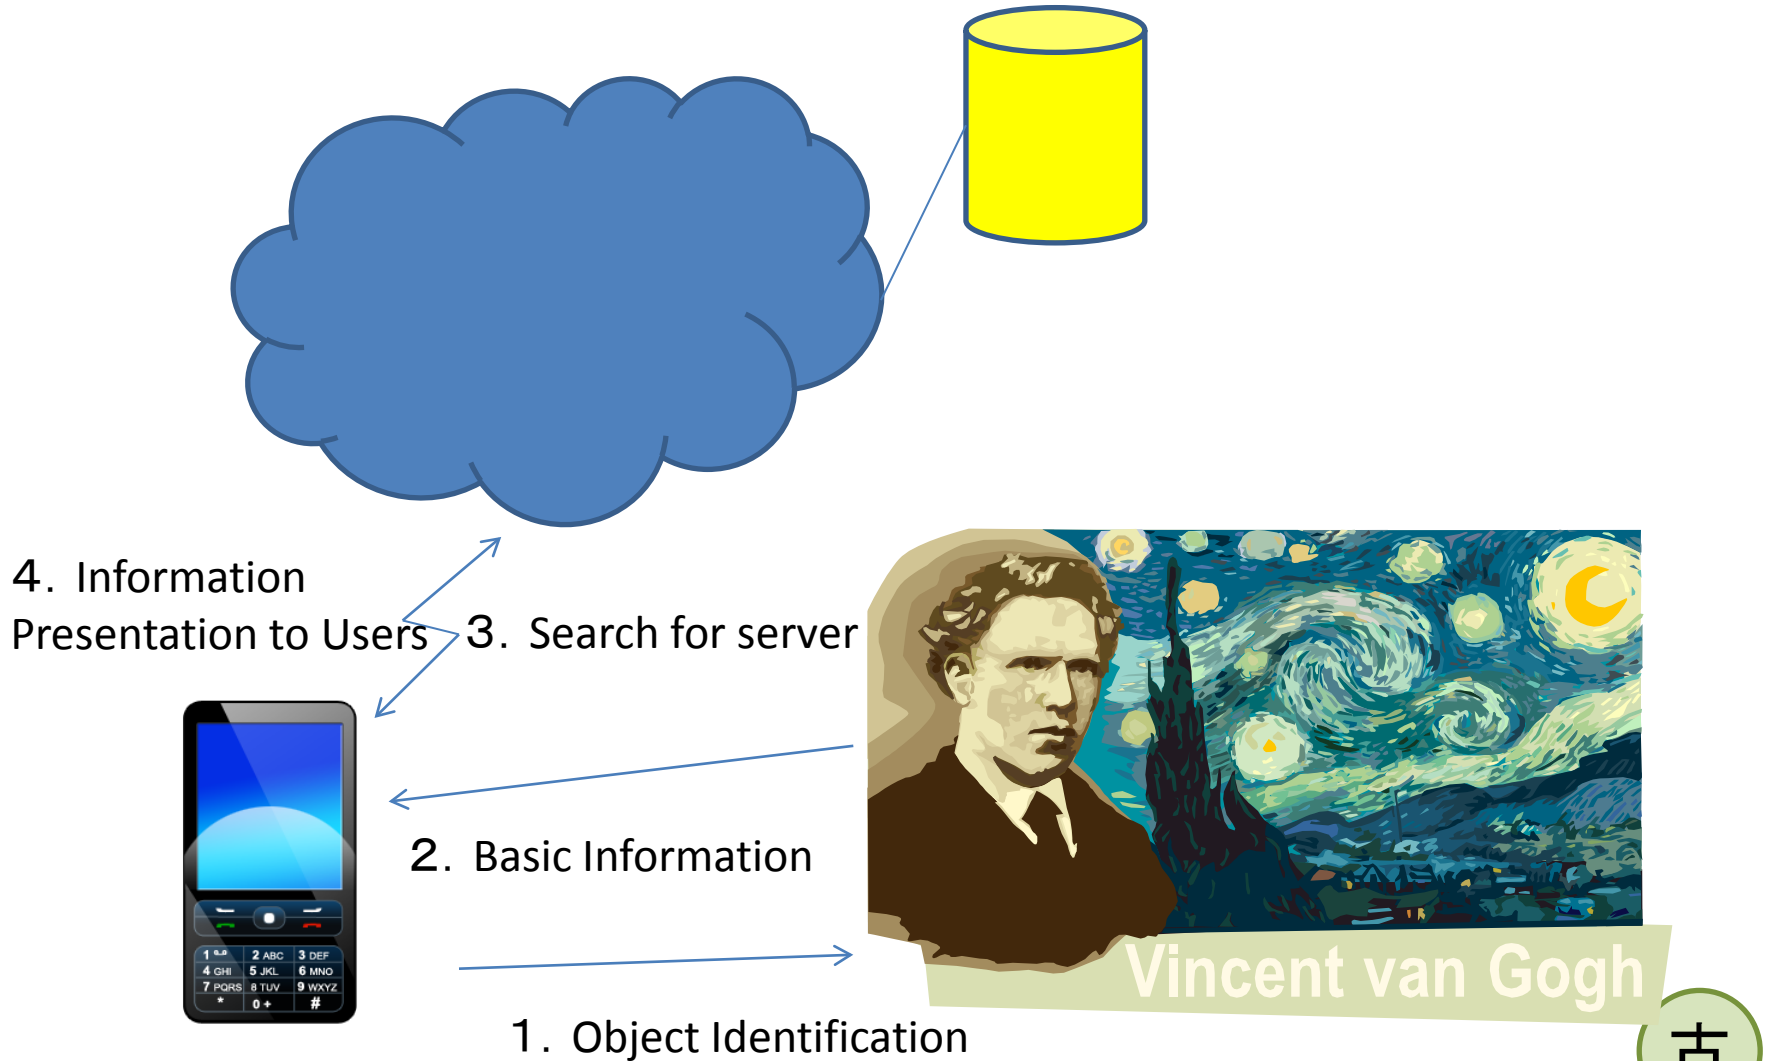 4. Information
Presentation to Users
3. Search for server
2. Basic Information
1. Object Identification
Vincent van Gogh
1
2 ABC
3 DEF
4 GHI
5 JKL
6 MNO
7 PQRS
8 TUV
9 WXYZ
*
0 +
#